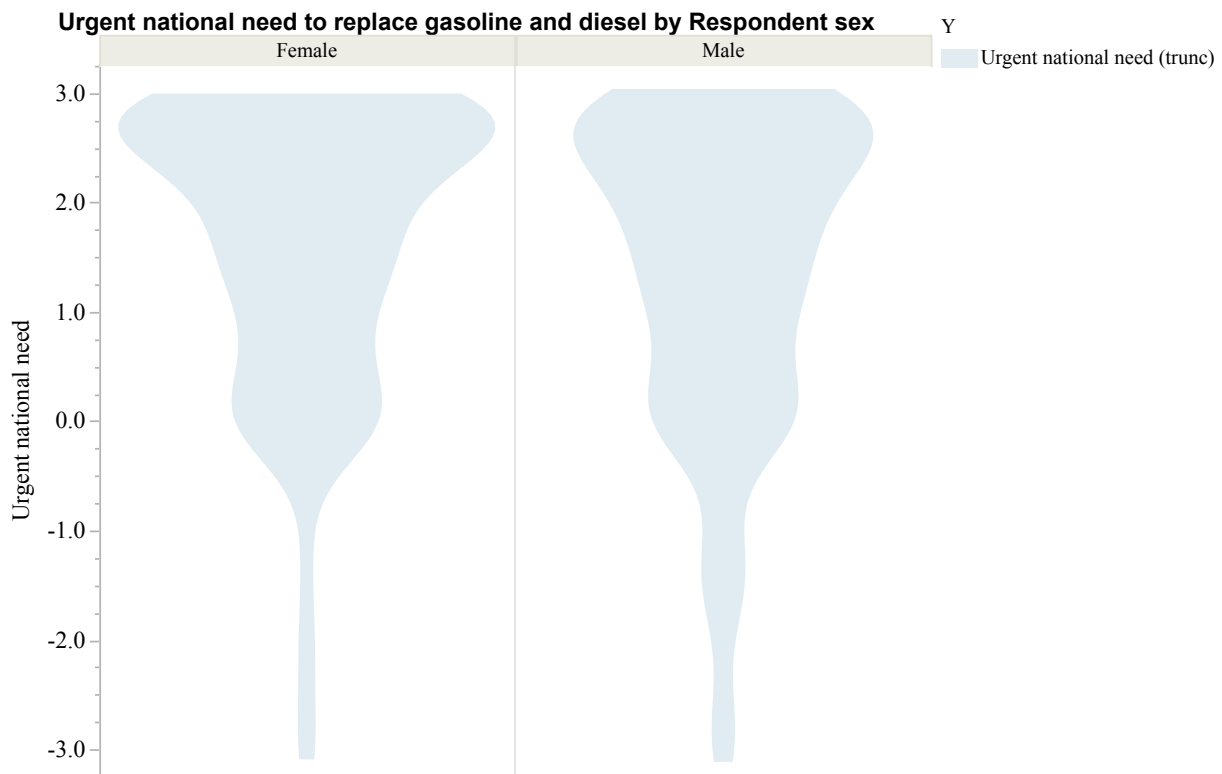 Urgent national need to replace gasoline and diesel by Respondent sex
Y
Female
Male
Urgent national need (trunc)
3.0
2.0
1.0
0.0
-1.0
-2.0
-3.0
Urgent national need